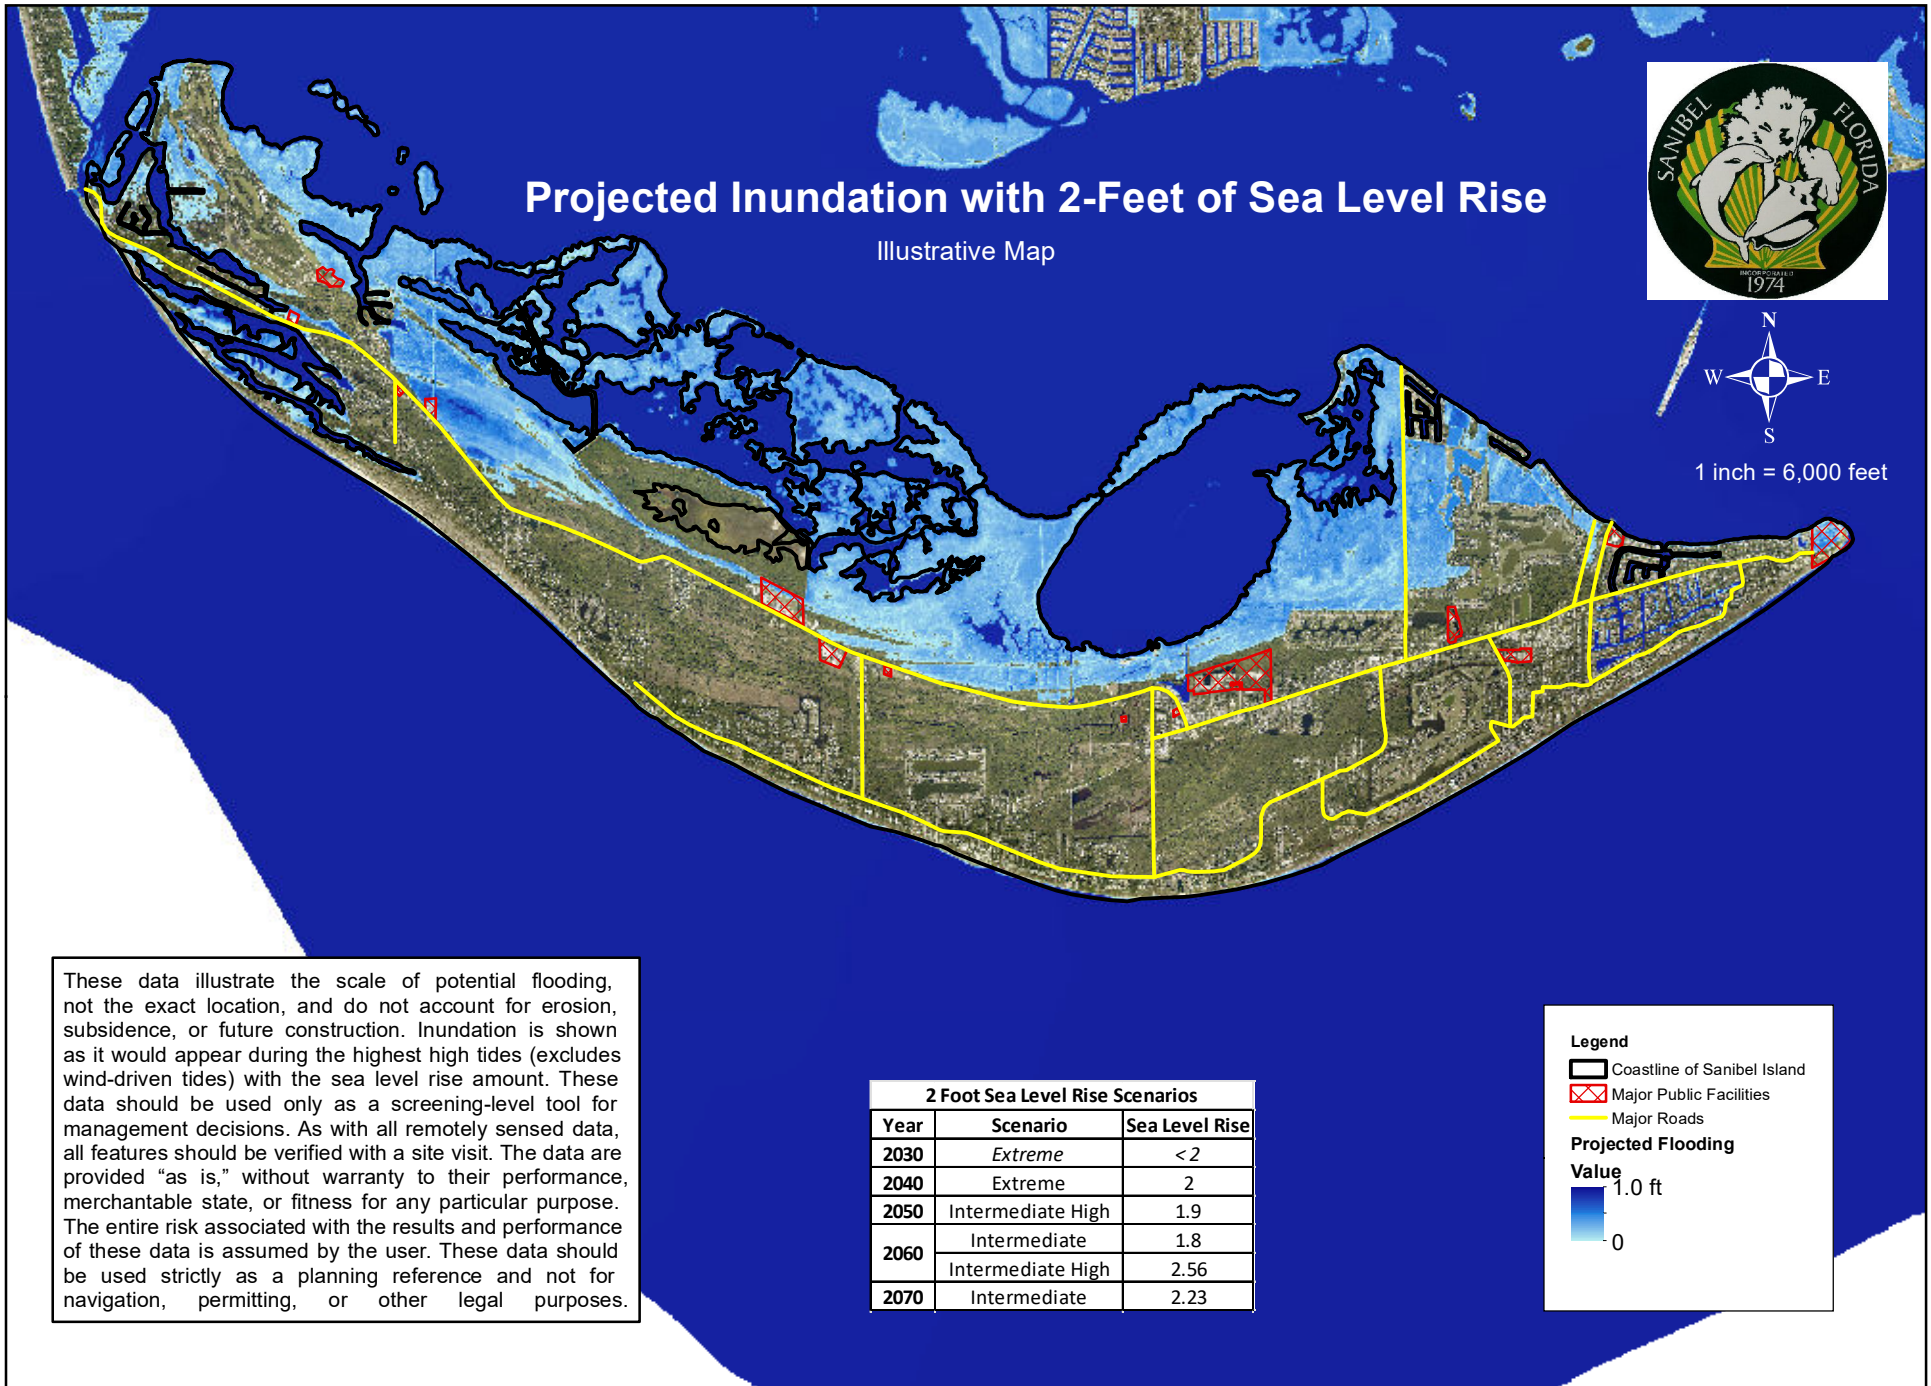 Projected Inundation with 2-Feet of Sea Level Rise
Illustrative Map
SANIBEL FLORIDA
INCORPORATED
1974
N
W E
S
1 inch = 6,000 feet
These data illustrate the scale of potential flooding,
not the exact location, and do not account for erosion,
subsidence, or future construction. Inundation is shown
as it would appear during the highest high tides (excludes
wind-driven tides) with the sea level rise amount. These
data should be used only as a screening-level tool for
management decisions. As with all remotely sensed data,
all features should be verified with a site visit. The data are
provided “as is,” without warranty to their performance,
merchantable state, or fitness for any particular purpose.
The entire risk associated with the results and performance
of these data is assumed by the user. These data should
be used strictly as a planning reference and not for
navigation, permitting, or other legal purposes.
2 Foot Sea Level Rise Scenarios
Year Scenario Sea Level Rise
2030 Extreme < 2
2040 Extreme 2
2050 Intermediate High 1.9
2060 Intermediate 1.8
Intermediate High 2.56
2070 Intermediate 2.23
Legend
Coastline of Sanibel Island
Major Public Facilities
Major Roads
Projected Flooding
Value
1.0 ft
0